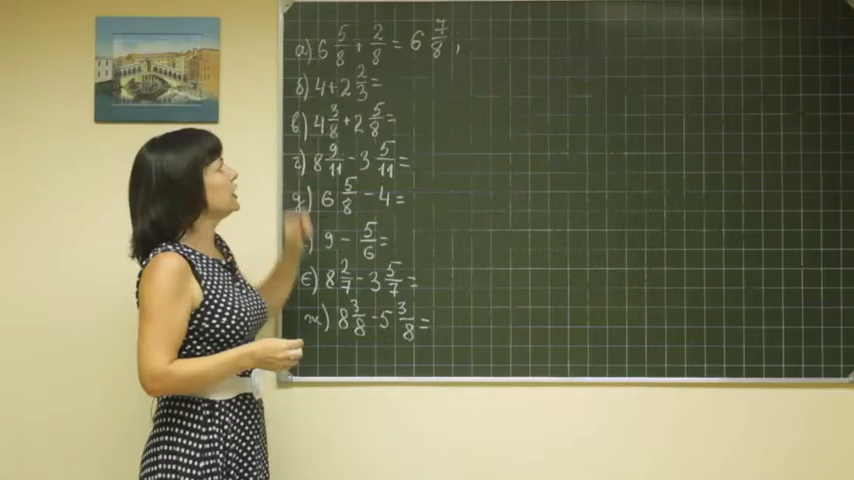 а) 6 5/8 + 2/8 = 6 7/8,
б) 4 + 2 2/3 =
в) 4 3/8 + 2 5/8 =
г) 8 9/11 - 3 5/11 =
д) 6 5/8 - 4 =
) 9 - 5/6 =
є) 8 2/7 - 3 5/7 =
ж) 8 3/8 - 5 3/8 =